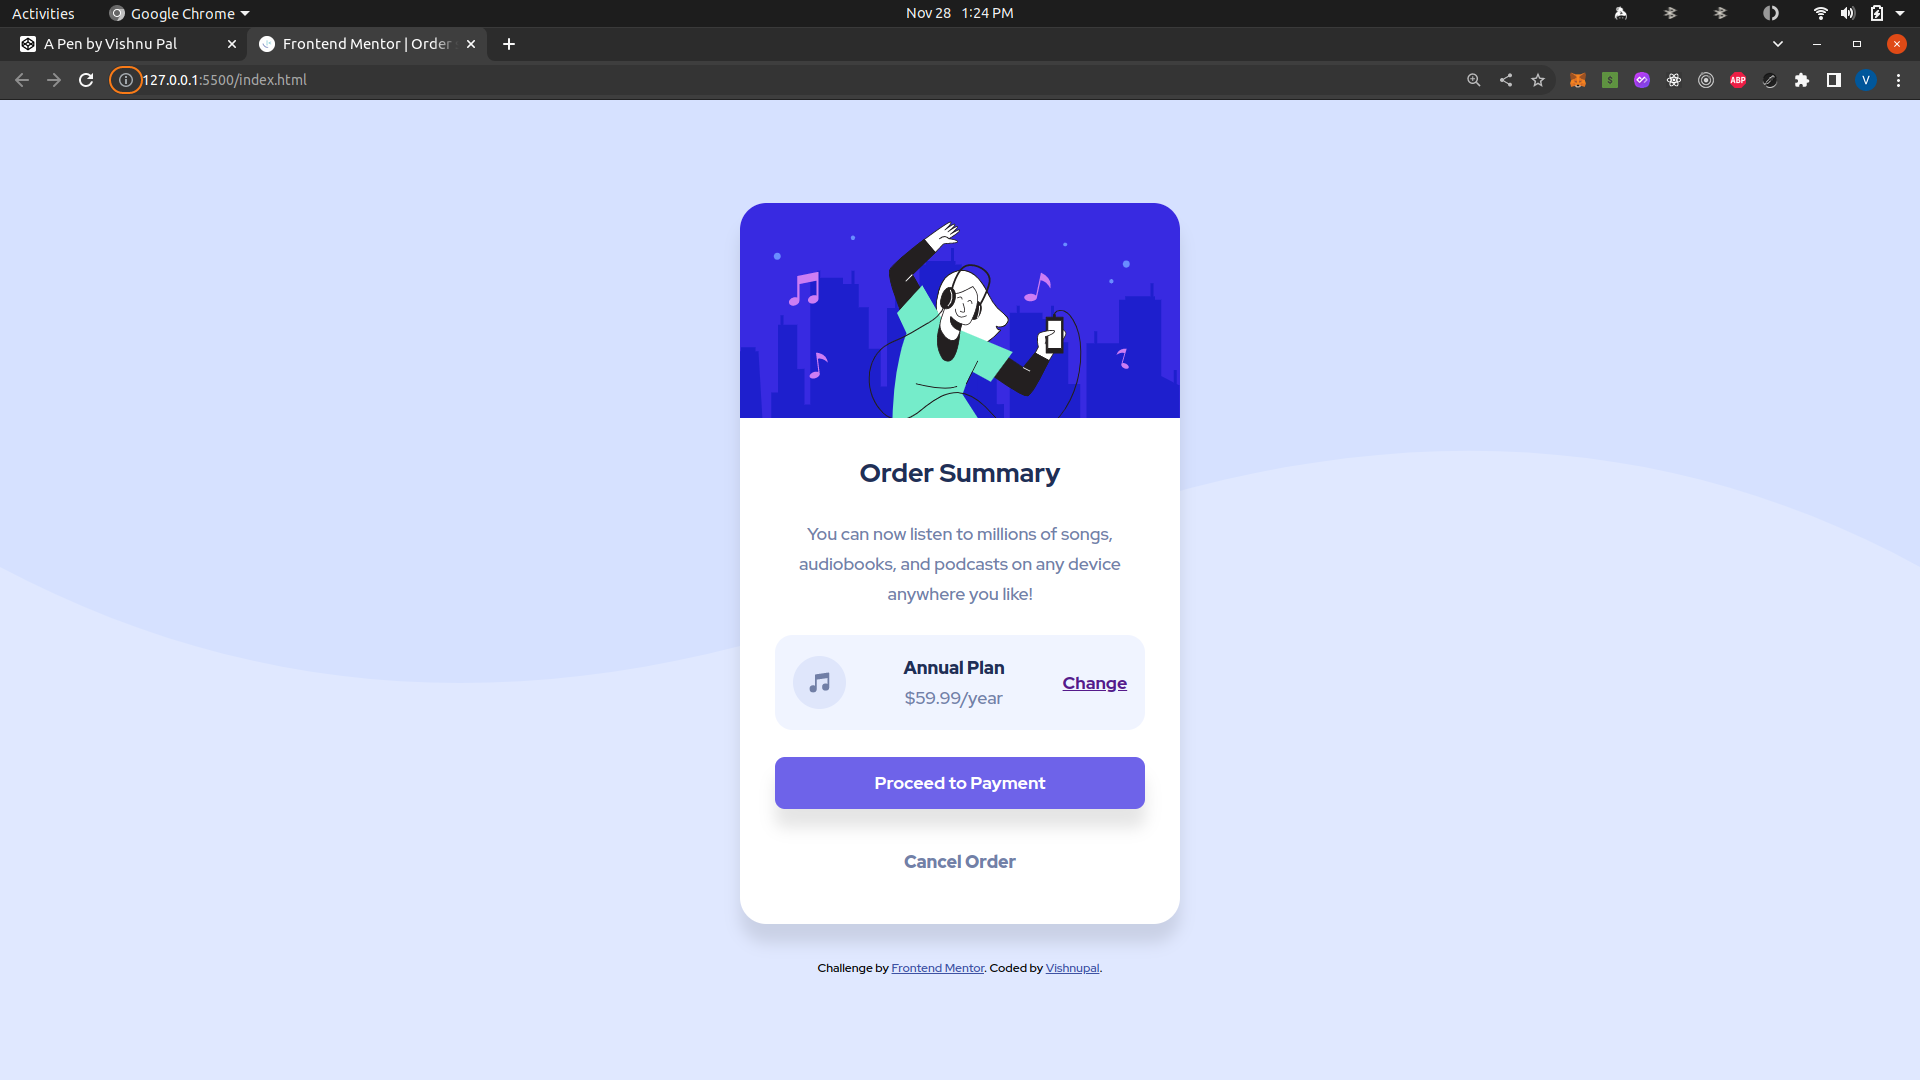 Activities
Google Chrome
Nov 28 1:24 PM
A Pen by Vishnu Pal
Frontend Mentor | Order
127.0.0.1:5500/index.html
ABP
V
Order Summary
You can now listen to millions of songs,
audiobooks, and podcasts on any device
anywhere you like!
Annual Plan
$59.99/year
Change
Proceed to Payment
Cancel Order
Challenge by Frontend Mentor. Coded by Vishnupal.